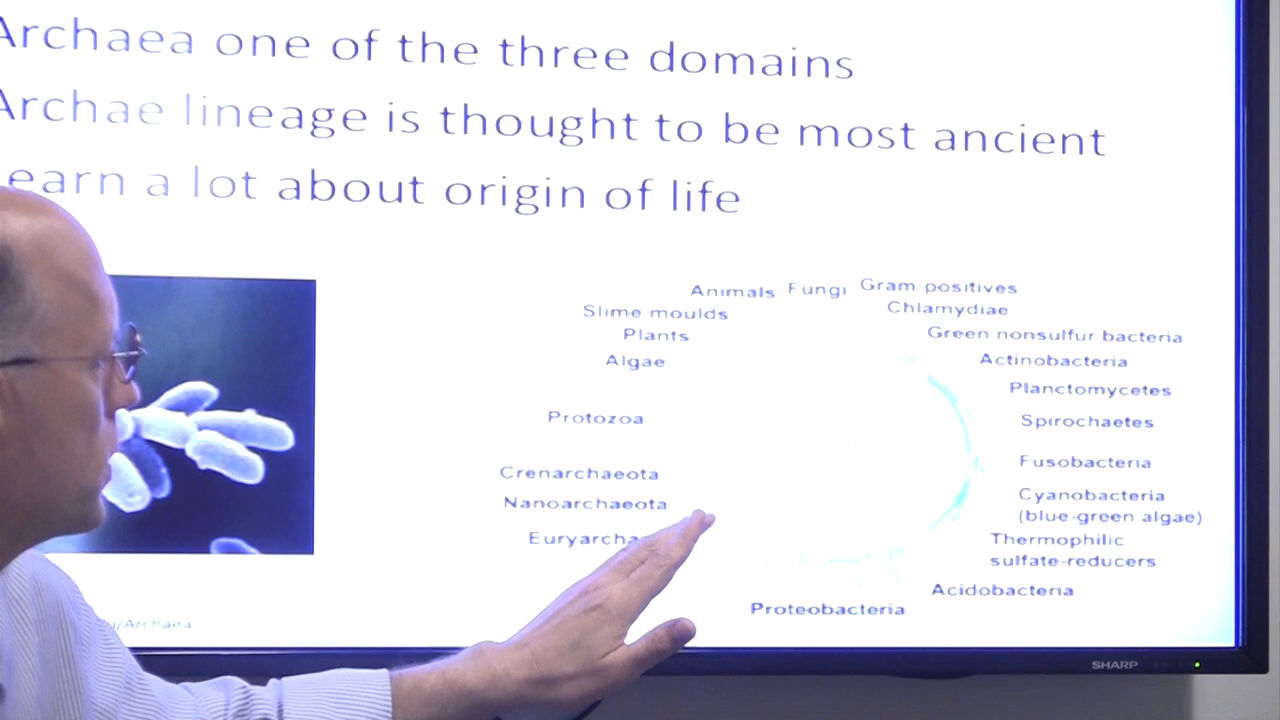 Archaea one of the three domains
Archae lineage is thought to be most ancient
earn a lot about origin of life
Animals Fungi Gram positives
Slime moulds Chlamydiae
Plants Green nonsulfur bacteria
Algae Actinobacteria
Planctomycetes
Protozoa Spirochaetes
Crenarchaeota Fusobacteria
Nanoarchaeota Cyanobacteria
(blue-green algae)
Euryarcha Thermophilic
sulfate-reducers
Acidobacteria
Proteobacteria
/Archaea
SHARP